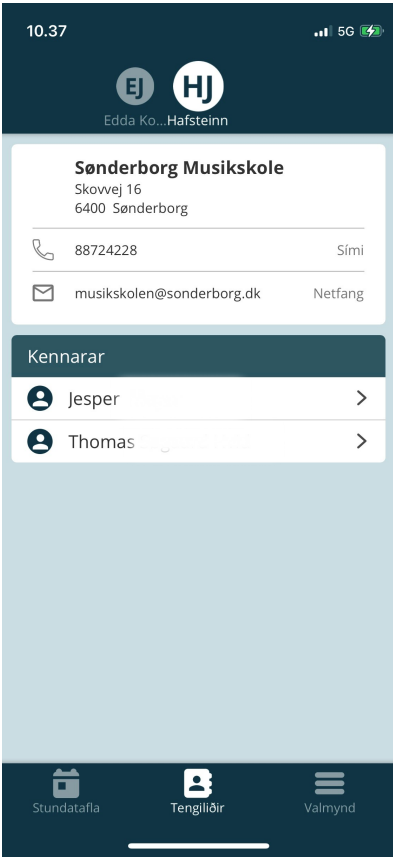 10.37
5G
EJ HJ
Edda Ko... Hafsteinn
Sønderborg Musikskole
Skovvej 16
6400 Sønderborg
88724228 Sími
musikskolen@sonderborg.dk Netfang
Kennarar
Jesper
Thomas
Stundatafla Tengiliðir Valmynd